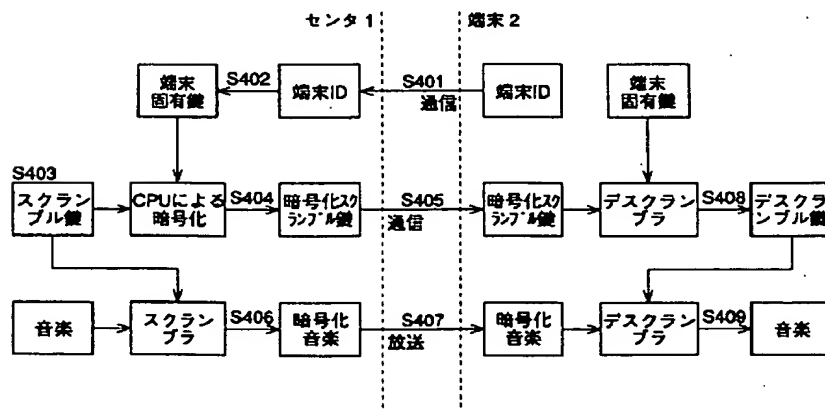 センタ1
端末2
端末
固有鍵
S402
端末ID
S401
通信
端末ID
端末
固有鍵
S403
スクラン
ブル鍵
CPUによる
暗号化
S404
暗号化スク
ランブル鍵
S405
通信
暗号化スク
ランブル鍵
デスクラン
ブラ
S408
デスクラ
ンブル鍵
音楽
スクラン
ブラ
S406
暗号化
音楽
S407
放送
暗号化
音楽
デスクラン
ブラ
S409
音楽